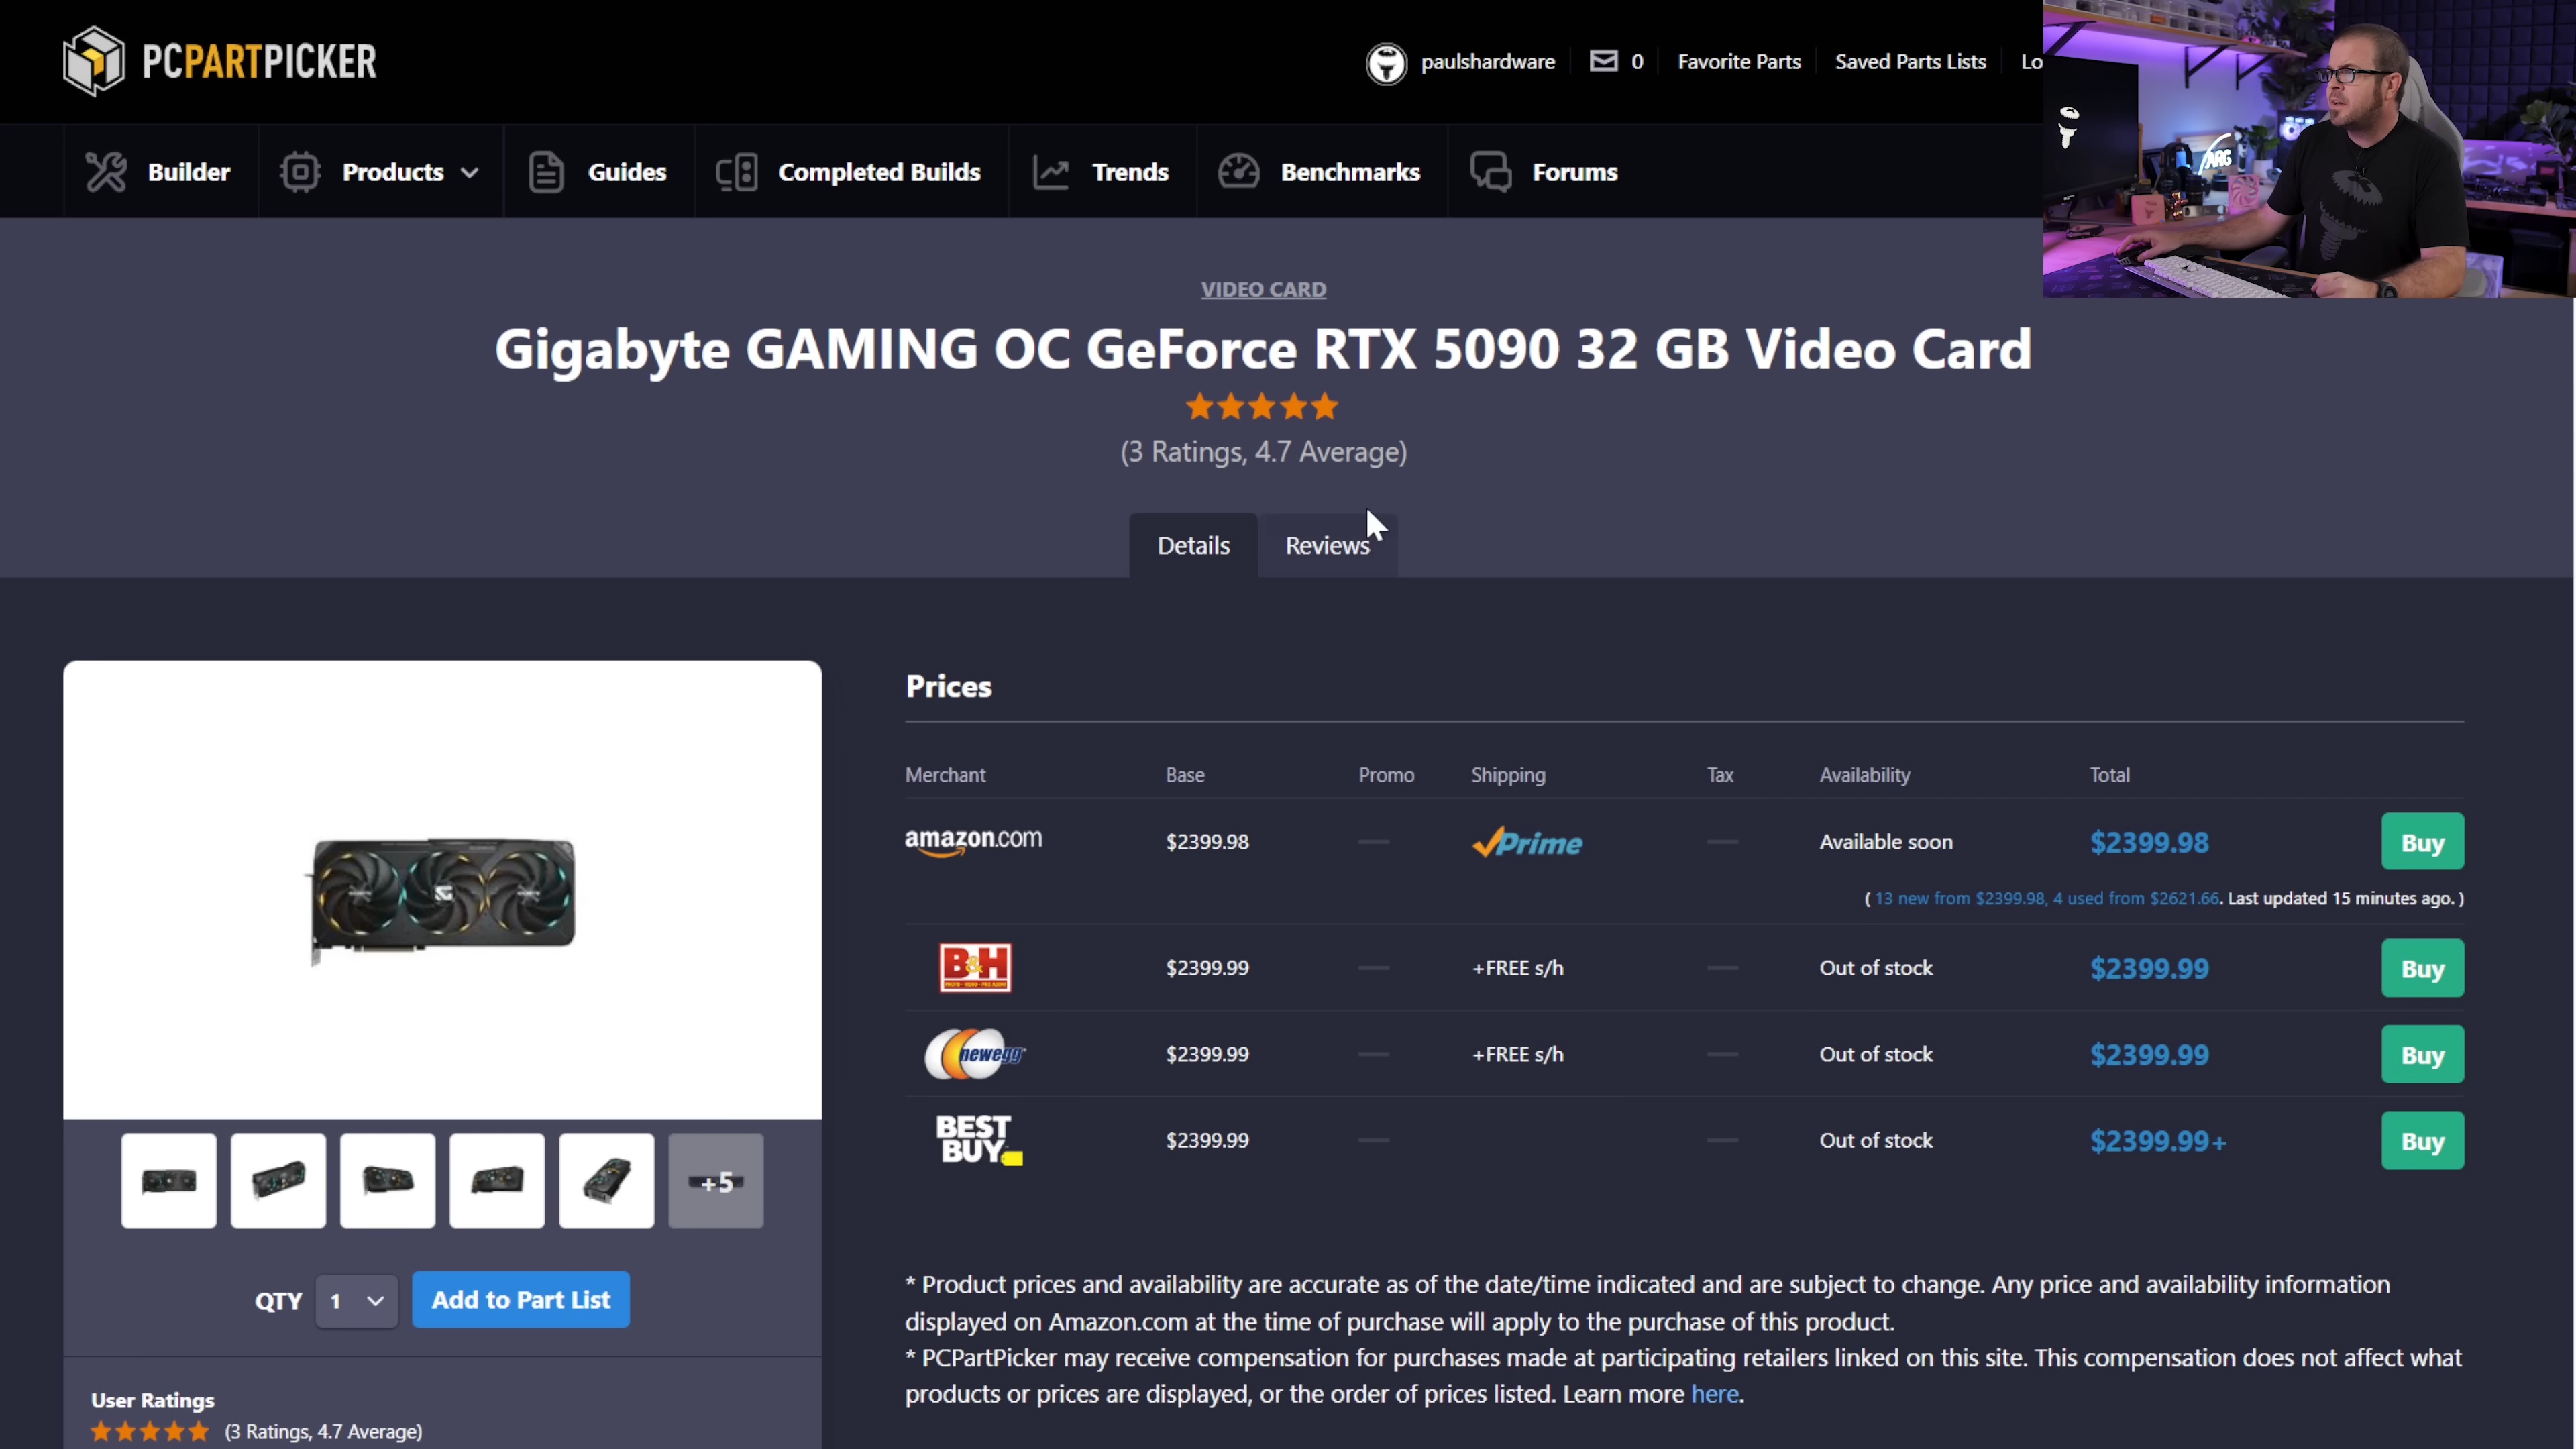 PCPARTPICKER
paulshardware
0
Favorite Parts
Saved Parts Lists
Lo
Builder
Products
Guides
Completed Builds
Trends
Benchmarks
Forums
ARC
VIDEO CARD
Gigabyte GAMING OC GeForce RTX 5090 32 GB Video Card
(3 Ratings, 4.7 Average)
Details
Reviews
Prices
Merchant Base Promo Shipping Tax Availability Total
amazon.com $2399.98 — Prime — Available soon $2399.98 Buy
( 13 new from $2399.98, 4 used from $2621.66. Last updated 15 minutes ago. )
B&H $2399.99 — +FREE s/h — Out of stock $2399.99 Buy
newegg $2399.99 — +FREE s/h — Out of stock $2399.99 Buy
BEST
BUY $2399.99 — — Out of stock $2399.99+ Buy
+5
QTY 1 Add to Part List
* Product prices and availability are accurate as of the date/time indicated and are subject to change. Any price and availability information
displayed on Amazon.com at the time of purchase will apply to the purchase of this product.
* PCPartPicker may receive compensation for purchases made at participating retailers linked on this site. This compensation does not affect what
products or prices are displayed, or the order of prices listed. Learn more here.
User Ratings
(3 Ratings, 4.7 Average)